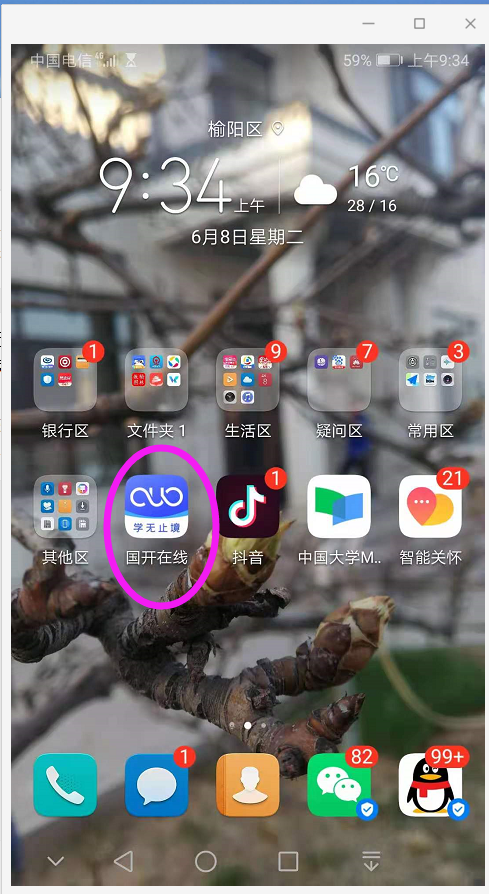 中国电信 4G
59% 上午9:34
榆阳区
9:34上午
16℃
28 / 16
6月8日星期二
1
9
7
3
银行区
文件夹 1
生活区
疑问区
常用区
学无止境
1
21
其他区
国开在线
抖音
中国大学M..
智能关怀
1
82
99+